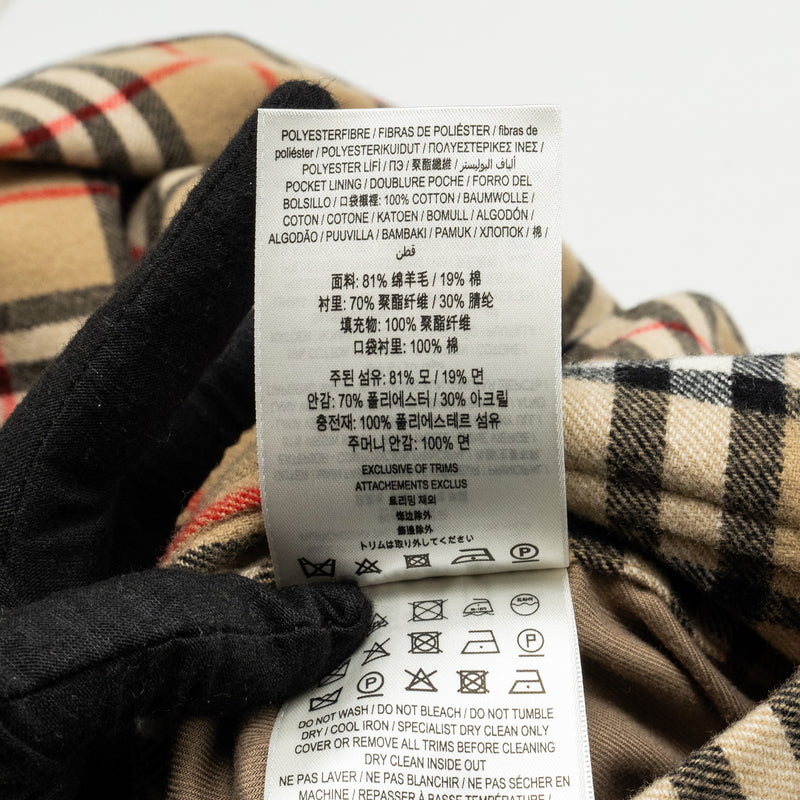 POLYESTERFIBRE / FIBRAS DE POLIÉSTER / fibras de
poliéster / POLYESTERIKUIDUT / ΠΟΛΥΕΣΤΕΡΙΚΕΣ ΙΝΕΣ /
POLYESTER LİFİ / ПЭ / 聚酯纖維 / ألياف البوليستر
POCKET LINING / DOUBLURE POCHE / FORRO DEL
BOLSILLO / 口袋襯裡: 100% COTTON / BAUMWOLLE /
COTON / COTONE / KATOEN / BOMULL / ALGODÓN /
ALGODÃO / PUUVILLA / ΒΑΜΒΑΚΙ / PAMUK / ХЛОПОК / 棉 /
قطن
面料: 81% 绵羊毛 / 19% 棉
衬里: 70% 聚酯纤维 / 30% 腈纶
填充物: 100% 聚酯纤维
口袋衬里: 100% 棉
주된 섬유: 81% 모 / 19% 면
안감: 70% 폴리에스터 / 30% 아크릴
충전재: 100% 폴리에스테르 섬유
주머니 안감: 100% 면
EXCLUSIVE OF TRIMS
ATTACHEMENTS EXCLUS
트리밍 제외
饰边除外
飾邊除外
トリムは取り外してください
P
P
P
DO NOT WASH / DO NOT BLEACH / DO NOT TUMBLE
DRY / COOL IRON / SPECIALIST DRY CLEAN ONLY
COVER OR REMOVE ALL TRIMS BEFORE CLEANING
DRY CLEAN INSIDE OUT
NE PAS LAVER / NE PAS BLANCHIR / NE PAS SÉCHER EN
MACHINE / REPASSER À BASSE TEMPÉRATURE /